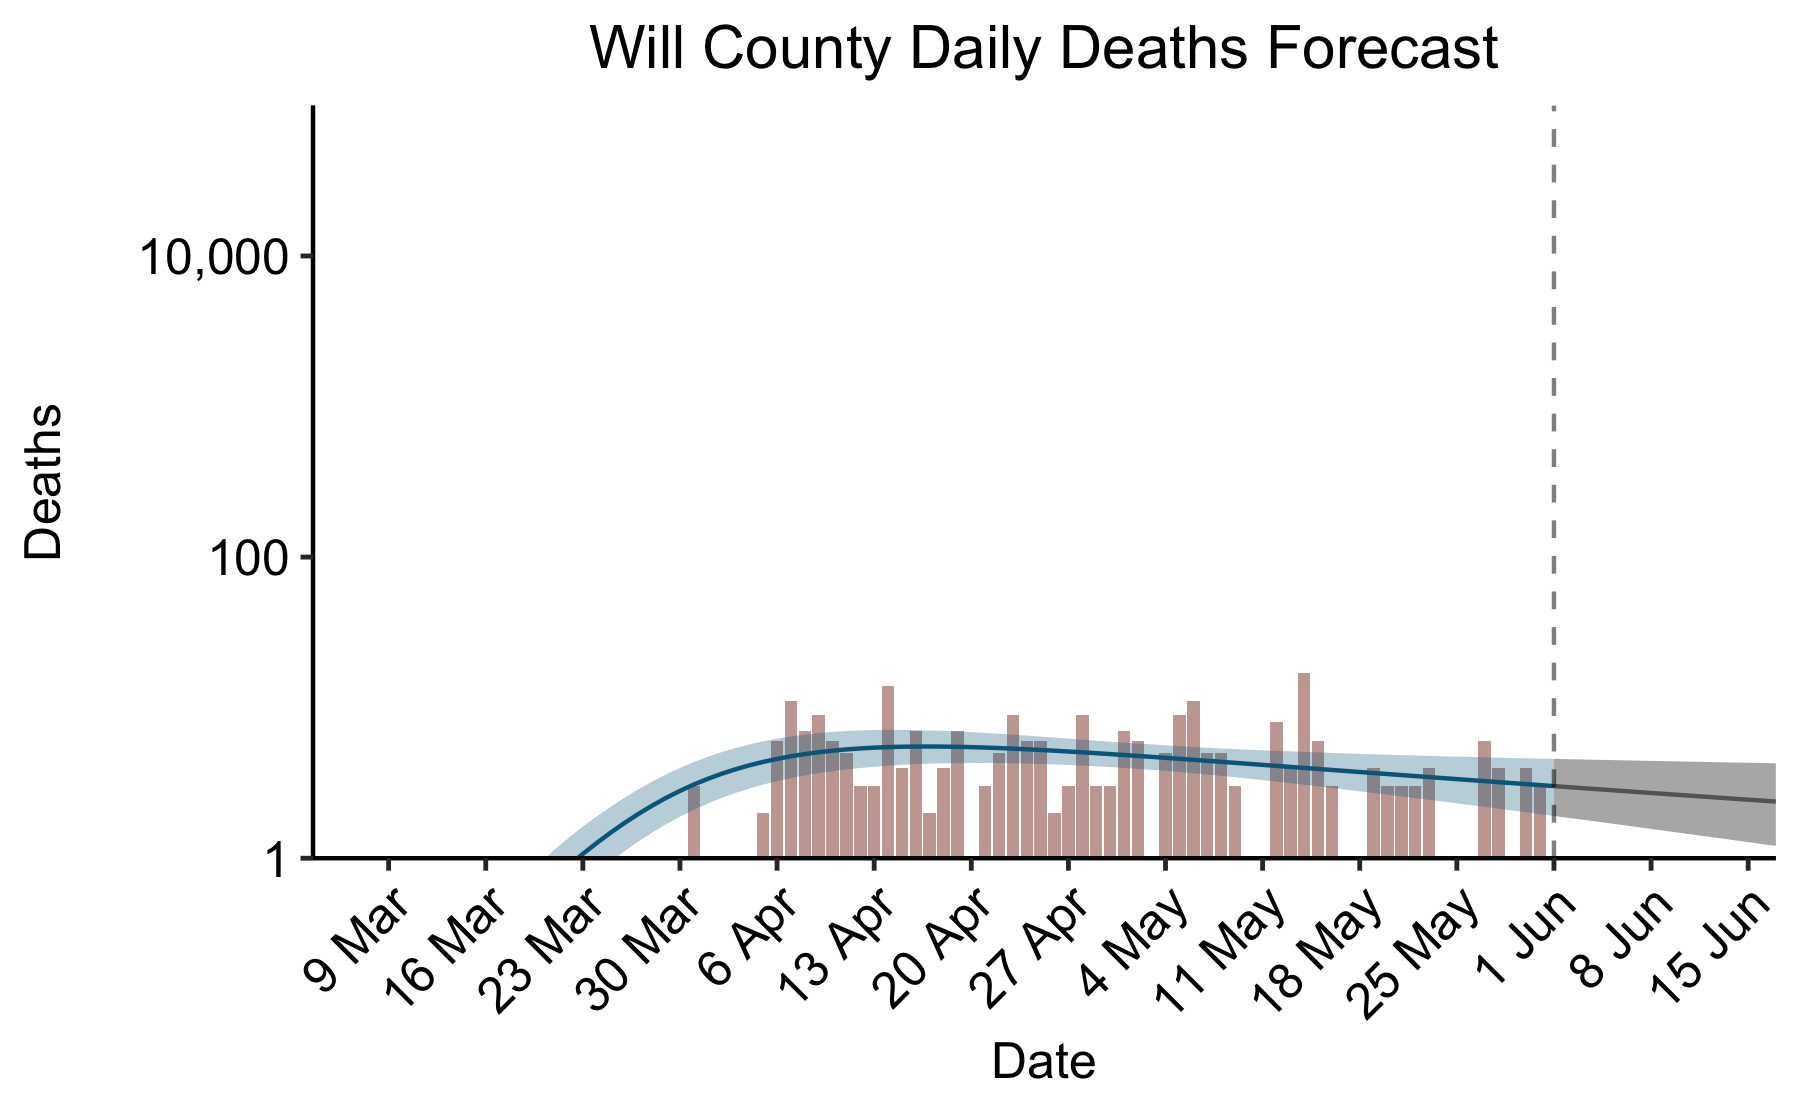 Will County Daily Deaths Forecast
10,000
100
1
Deaths
9 Mar
16 Mar
23 Mar
30 Mar
6 Apr
13 Apr
20 Apr
27 Apr
4 May
11 May
18 May
25 May
1 Jun
8 Jun
15 Jun
Date